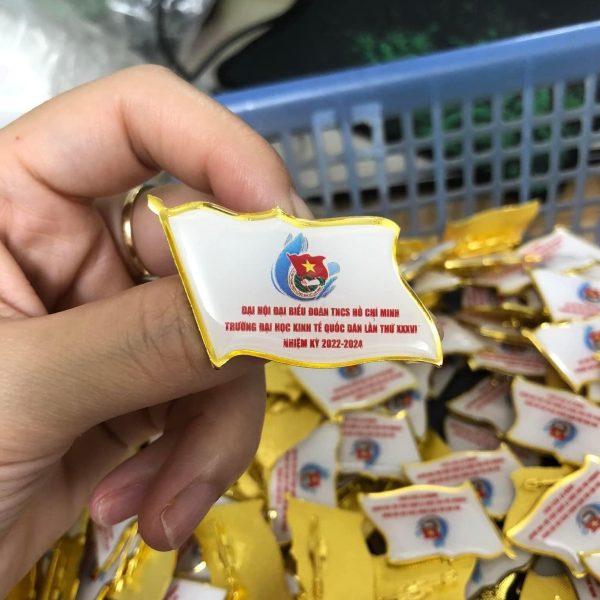 ĐẠI HỘI ĐẠI BIỂU ĐOÀN TNCS HỒ CHÍ MINH
TRƯỜNG ĐẠI HỌC KINH TẾ QUỐC DÂN LẦN THỨ XXXVI
NHIỆM KỲ 2022-2024